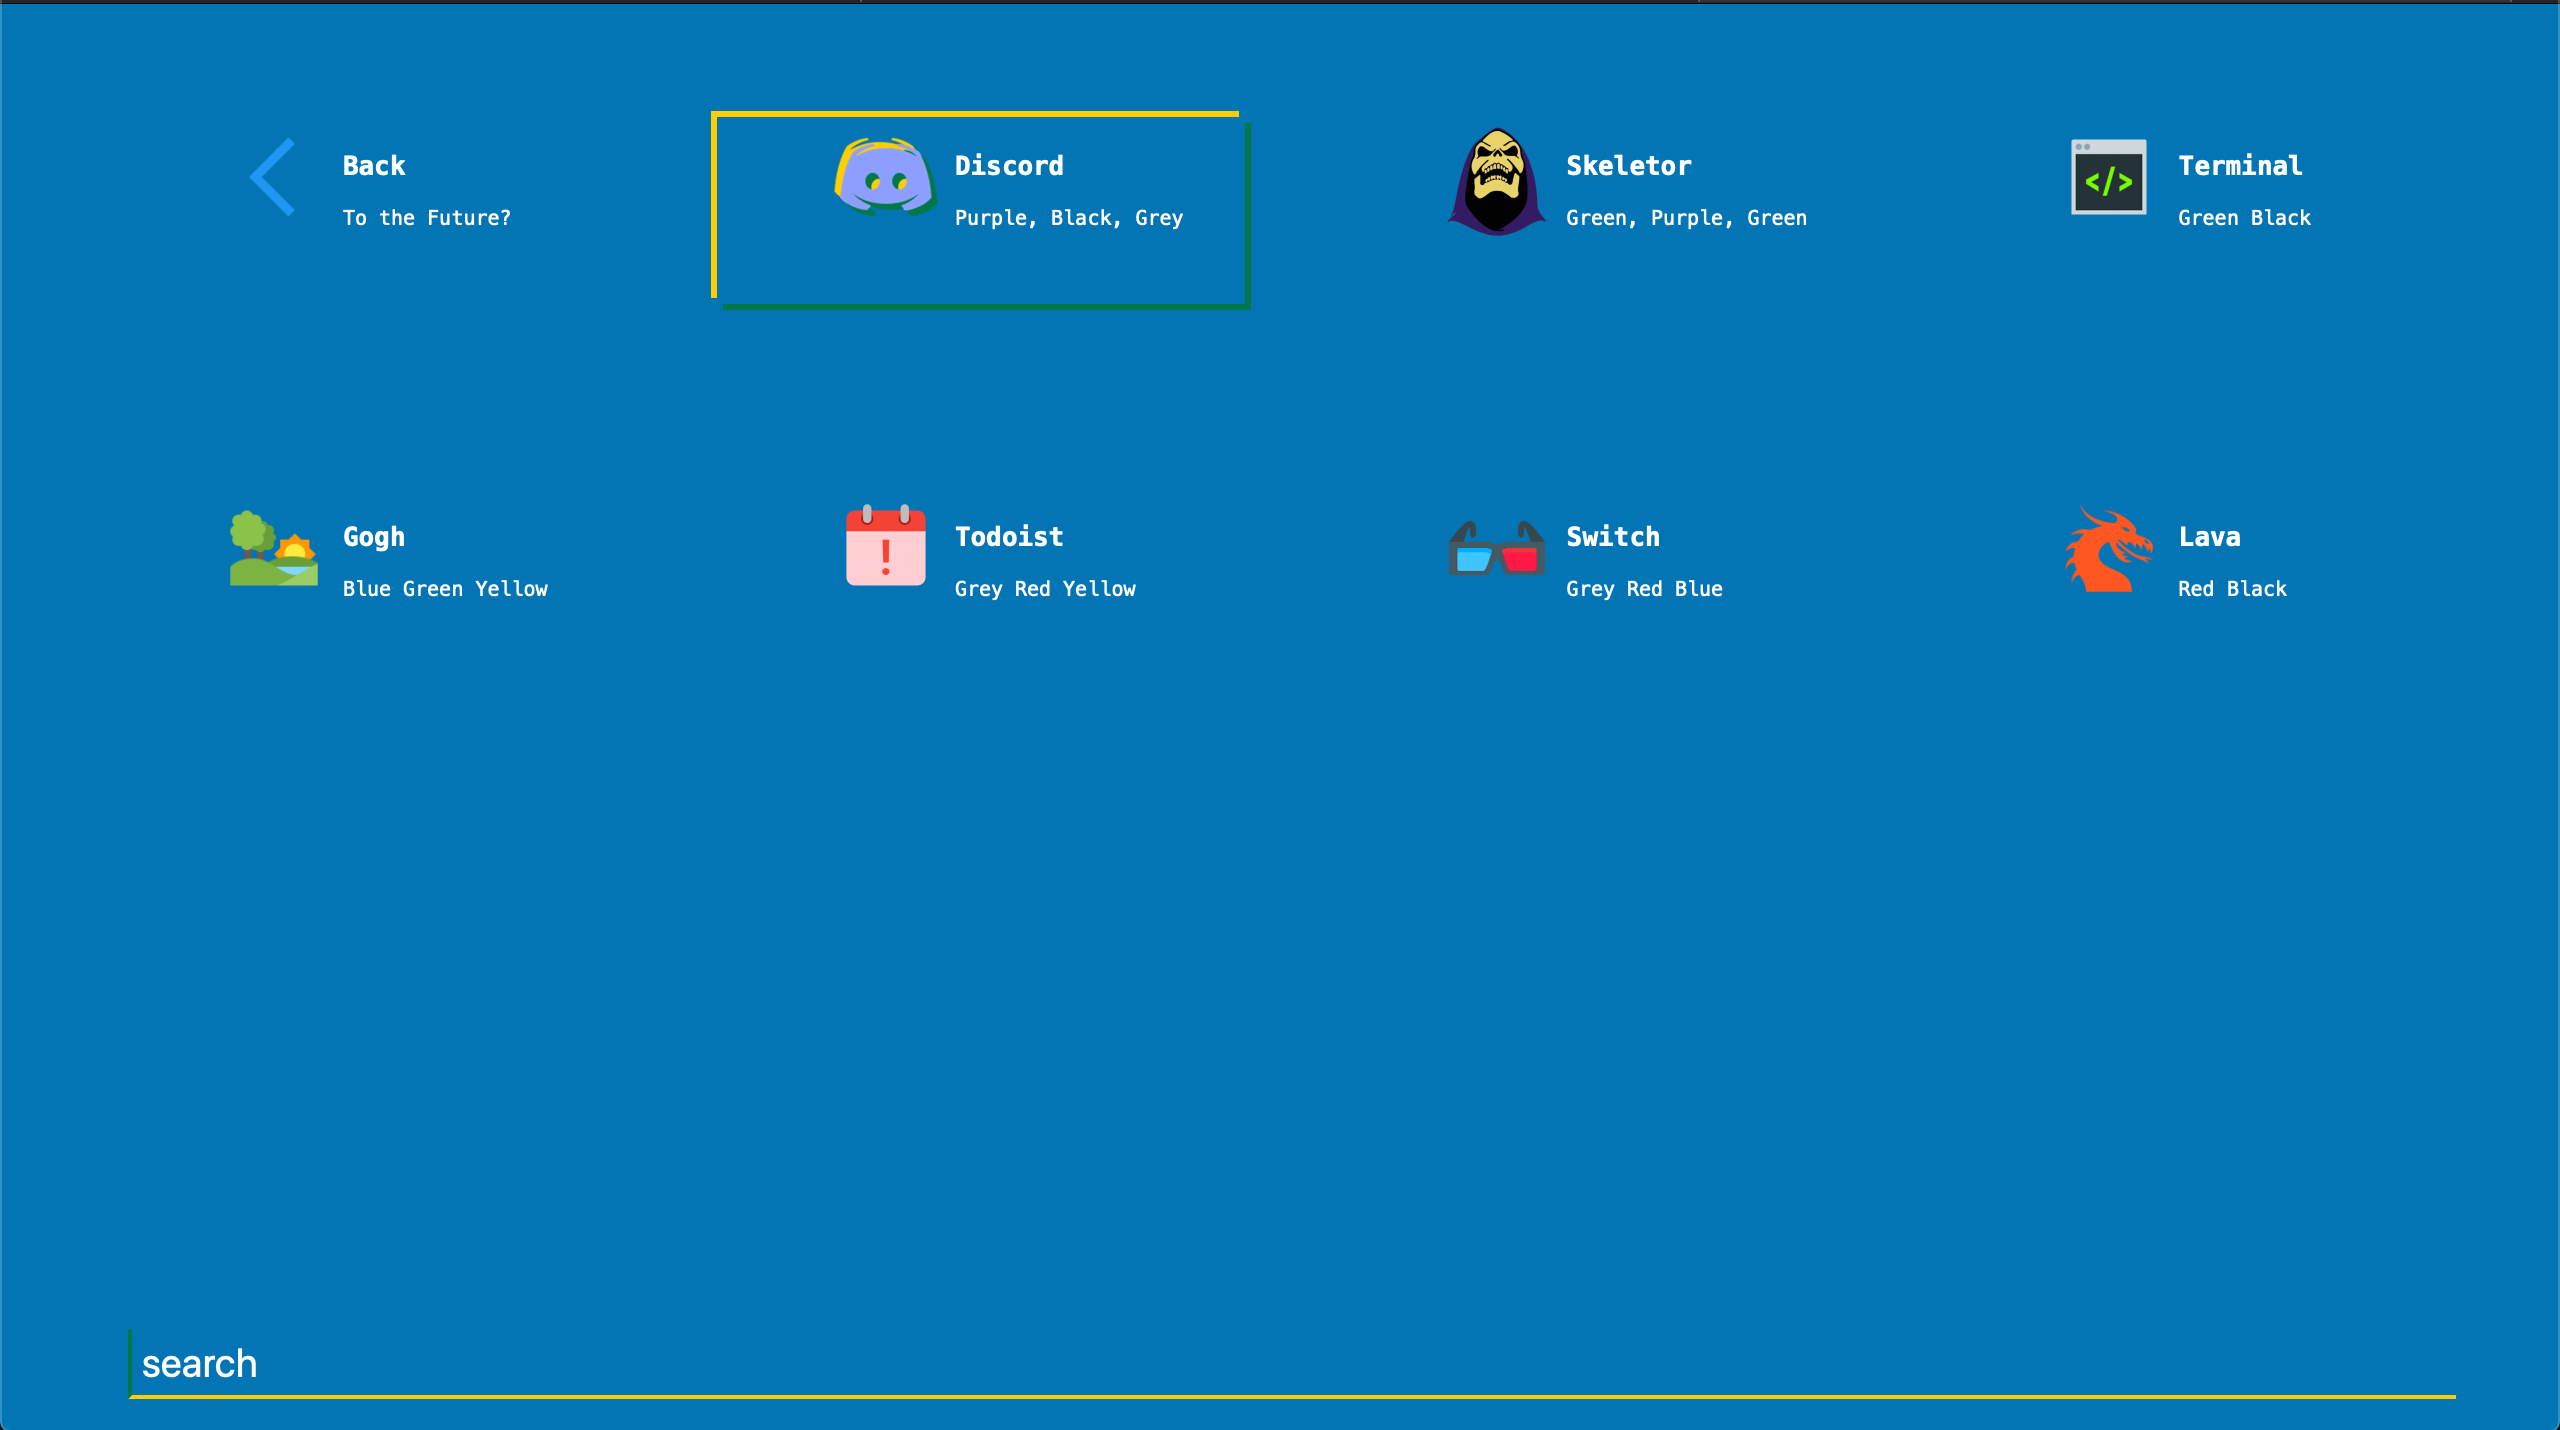 Back
To the Future?
Discord
Purple, Black, Grey
Skeletor
Green, Purple, Green
Terminal
Green Black
</>
Gogh
Blue Green Yellow
!
Todoist
Grey Red Yellow
Switch
Grey Red Blue
Lava
Red Black
search